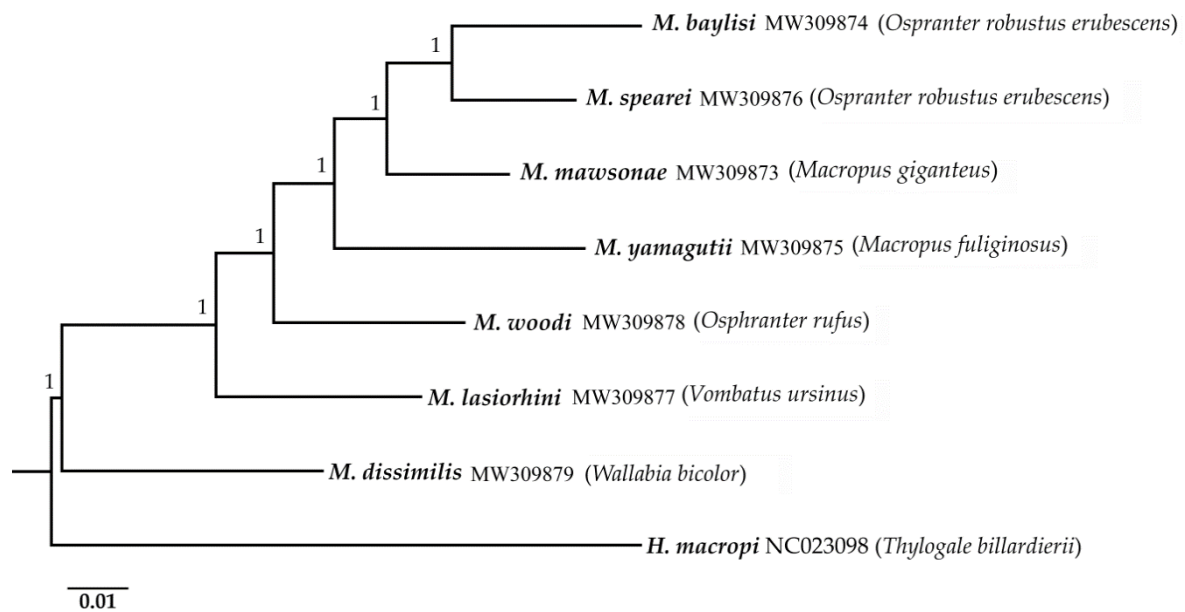 M. baylisi MW309874 (Ospranter robustus erubescens)
1
M. spearei MW309876 (Ospranter robustus erubescens)
1
M. mawsonae MW309873 (Macropus giganteus)
1
M. yamagutii MW309875 (Macropus fuliginosus)
1
M. woodi MW309878 (Osphranter rufus)
1
M. lasiorhini MW309877 (Vombatus ursinus)
1
M. dissimilis MW309879 (Wallabia bicolor)
H. macropi NC023098 (Thylogale billardierii)
0.01